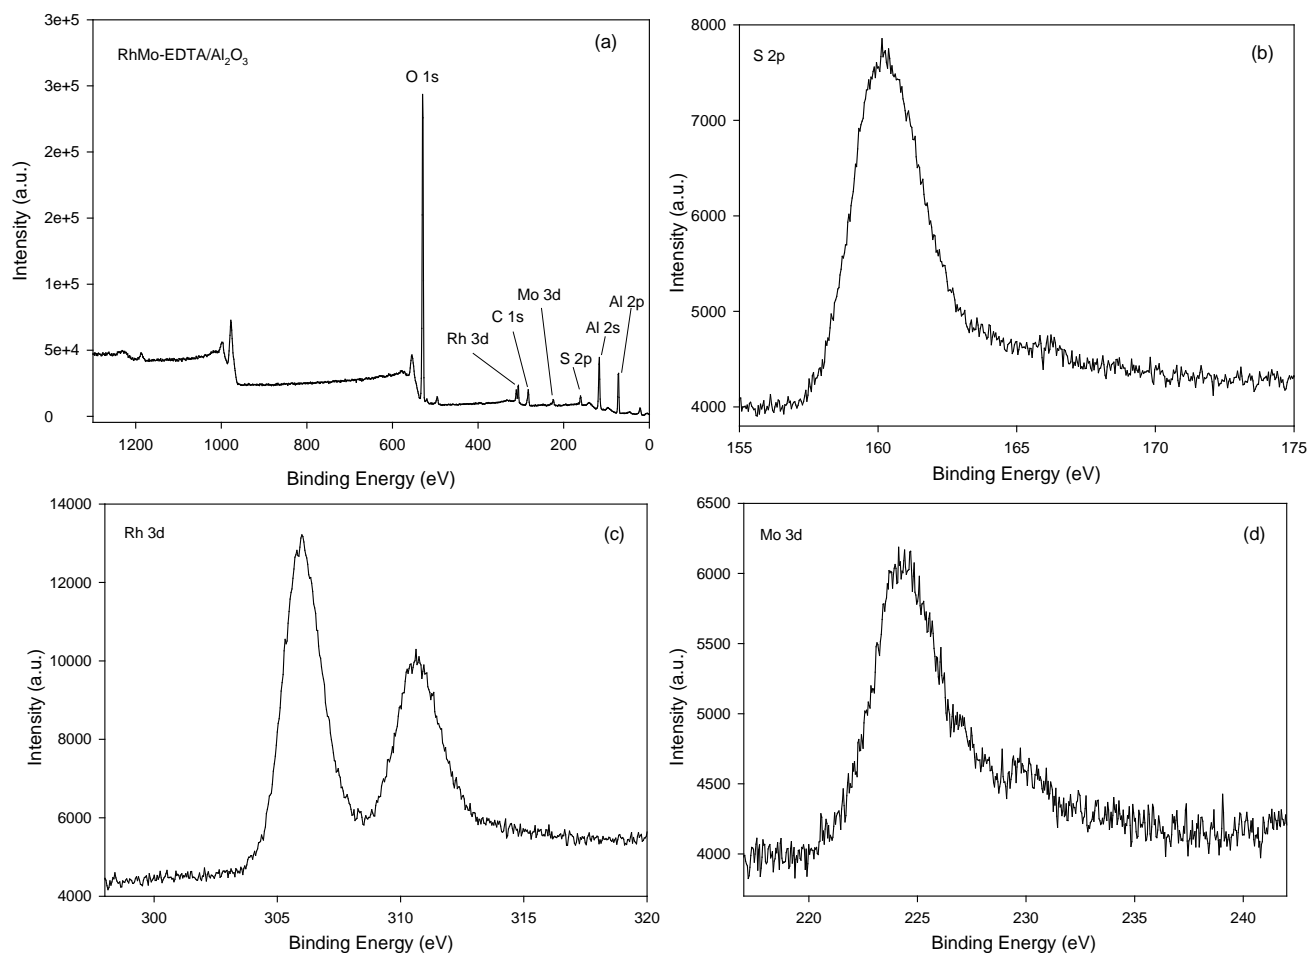 RhMo-EDTA/Al₂O₃
(a)
O 1s
Rh 3d
C 1s
Mo 3d
S 2p
Al 2s
Al 2p
3e+5
3e+5
2e+5
2e+5
1e+5
5e+4
0
1200 1000 800 600 400 200 0
Intensity (a.u.)
Binding Energy (eV)
S 2p
(b)
8000
7000
6000
5000
4000
155 160 165 170 175
Intensity (a.u.)
Binding Energy (eV)
Rh 3d
(c)
14000
12000
10000
8000
6000
4000
300 305 310 315 320
Intensity (a.u.)
Binding Energy (eV)
Mo 3d
(d)
6500
6000
5500
5000
4500
4000
220 225 230 235 240
Intensity (a.u.)
Binding Energy (eV)